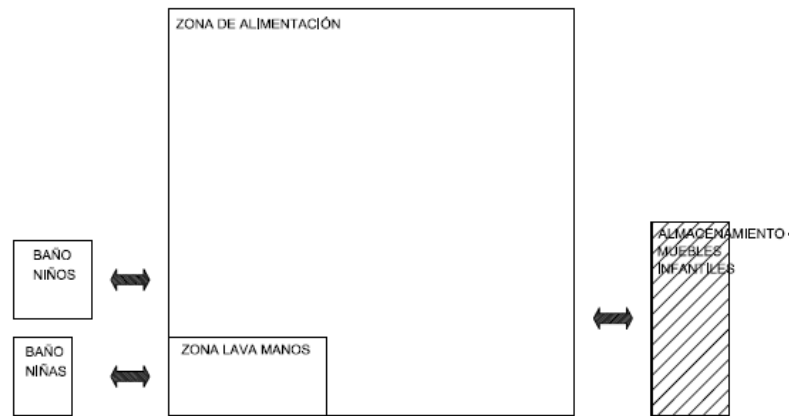 ZONA DE ALIMENTACIÓN
BAÑO
NIÑOS
BAÑO
NIÑAS
ZONA LAVA MANOS
ALMACENAMIENTO -
MUEBLES
INFANTILES